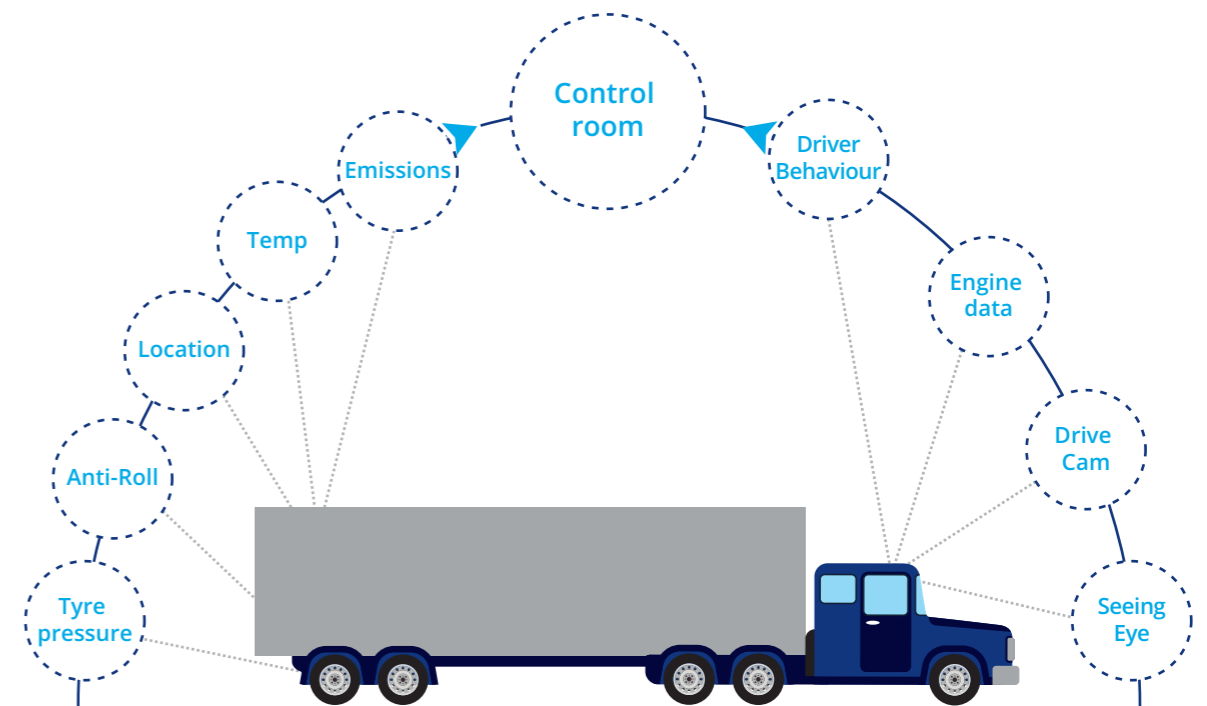 Control
room
Emissions
Driver
Behaviour
Temp
Engine
data
Location
Drive
Cam
Anti-Roll
Tyre
pressure
Seeing
Eye